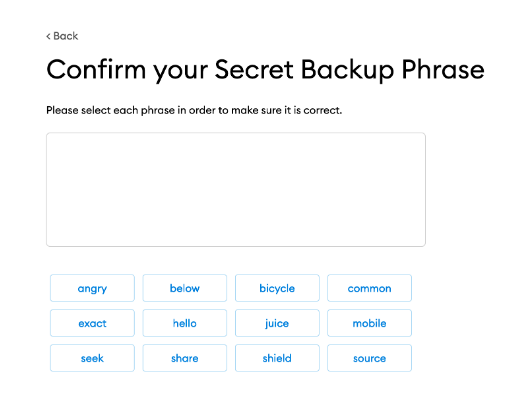 < Back
Confirm your Secret Backup Phrase
Please select each phrase in order to make sure it is correct.
angry below bicycle common
exact hello juice mobile
seek share shield source